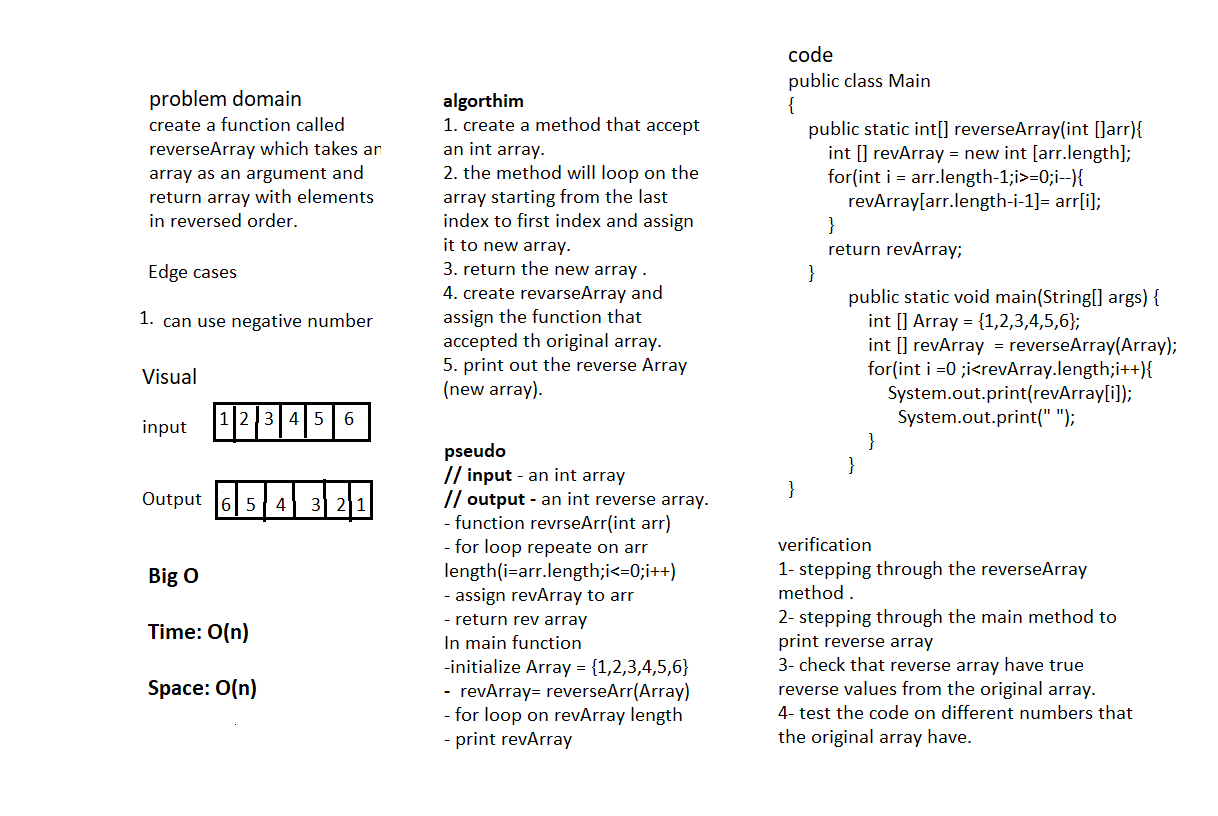 problem domain
create a function called
reverseArray which takes an
array as an argument and
return array with elements
in reversed order.
Edge cases
1. can use negative number
Visual
input 1 2 3 4 5 6
Output 6 5 4 3 2 1
Big O
Time: O(n)
Space: O(n)
algorthim
1. create a method that accept
an int array.
2. the method will loop on the
array starting from the last
index to first index and assign
it to new array.
3. return the new array .
4. create revarseArray and
assign the function that
accepted th original array.
5. print out the reverse Array
(new array).
pseudo
// input - an int array
// output - an int reverse array.
- function revrseArr(int arr)
- for loop repeate on arr
length(i=arr.length;i<=0;i++)
- assign revArray to arr
- return rev array
In main function
-initialize Array = {1,2,3,4,5,6}
- revArray= reverseArr(Array)
- for loop on revArray length
- print revArray
code
public class Main
{
public static int[] reverseArray(int []arr){
int [] revArray = new int [arr.length];
for(int i = arr.length-1;i>=0;i--){
revArray[arr.length-i-1]= arr[i];
}
return revArray;
}
public static void main(String[] args) {
int [] Array = {1,2,3,4,5,6};
int [] revArray  = reverseArray(Array);
for(int i =0 ;i<revArray.length;i++){
System.out.print(revArray[i]);
System.out.print(" ");
}
}
}
verification
1- stepping through the reverseArray
method .
2- stepping through the main method to
print reverse array
3- check that reverse array have true
reverse values from the original array.
4- test the code on different numbers that
the original array have.